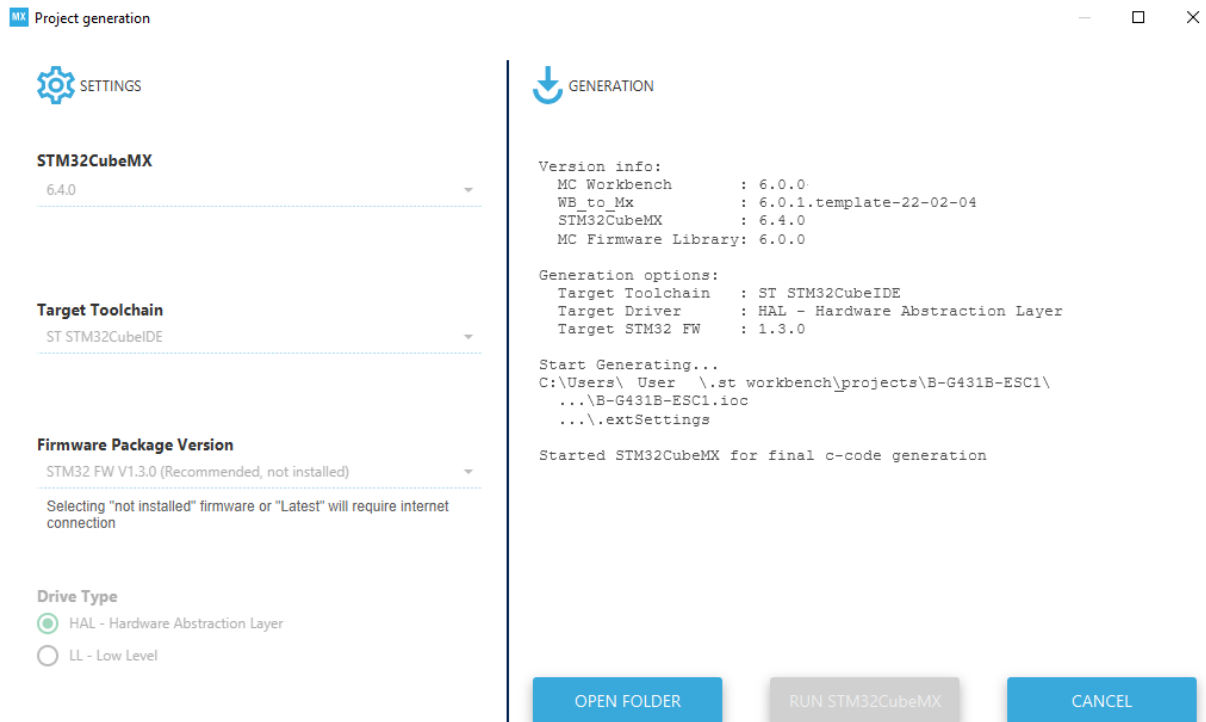 MX Project generation
SETTINGS
STM32CubeMX
6.4.0
Target Toolchain
ST STM32CubeIDE
Firmware Package Version
STM32 FW V1.3.0 (Recommended, not installed)
Selecting "not installed" firmware or "Latest" will require internet
connection
Drive Type
HAL - Hardware Abstraction Layer
LL - Low Level
GENERATION
Version info:
MC Workbench : 6.0.0
WB_to_Mx : 6.0.1.template-22-02-04
STM32CubeMX : 6.4.0
MC Firmware Library: 6.0.0
Generation options:
Target Toolchain : ST STM32CubeIDE
Target Driver : HAL - Hardware Abstraction Layer
Target STM32 FW : 1.3.0
Start Generating...
C:\Users\ User \.st workbench\projects\B-G431B-ESC1\
...\B-G431B-ESC1.ioc
...\.extSettings
Started STM32CubeMX for final c-code generation
OPEN FOLDER
RUN STM32CubeMX
CANCEL